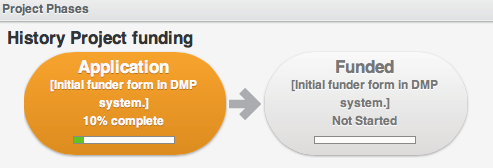 Project Phases
History Project funding
Application
[Initial funder form in DMP
system.]
10% complete
Funded
[Initial funder form in DMP
system.]
Not Started